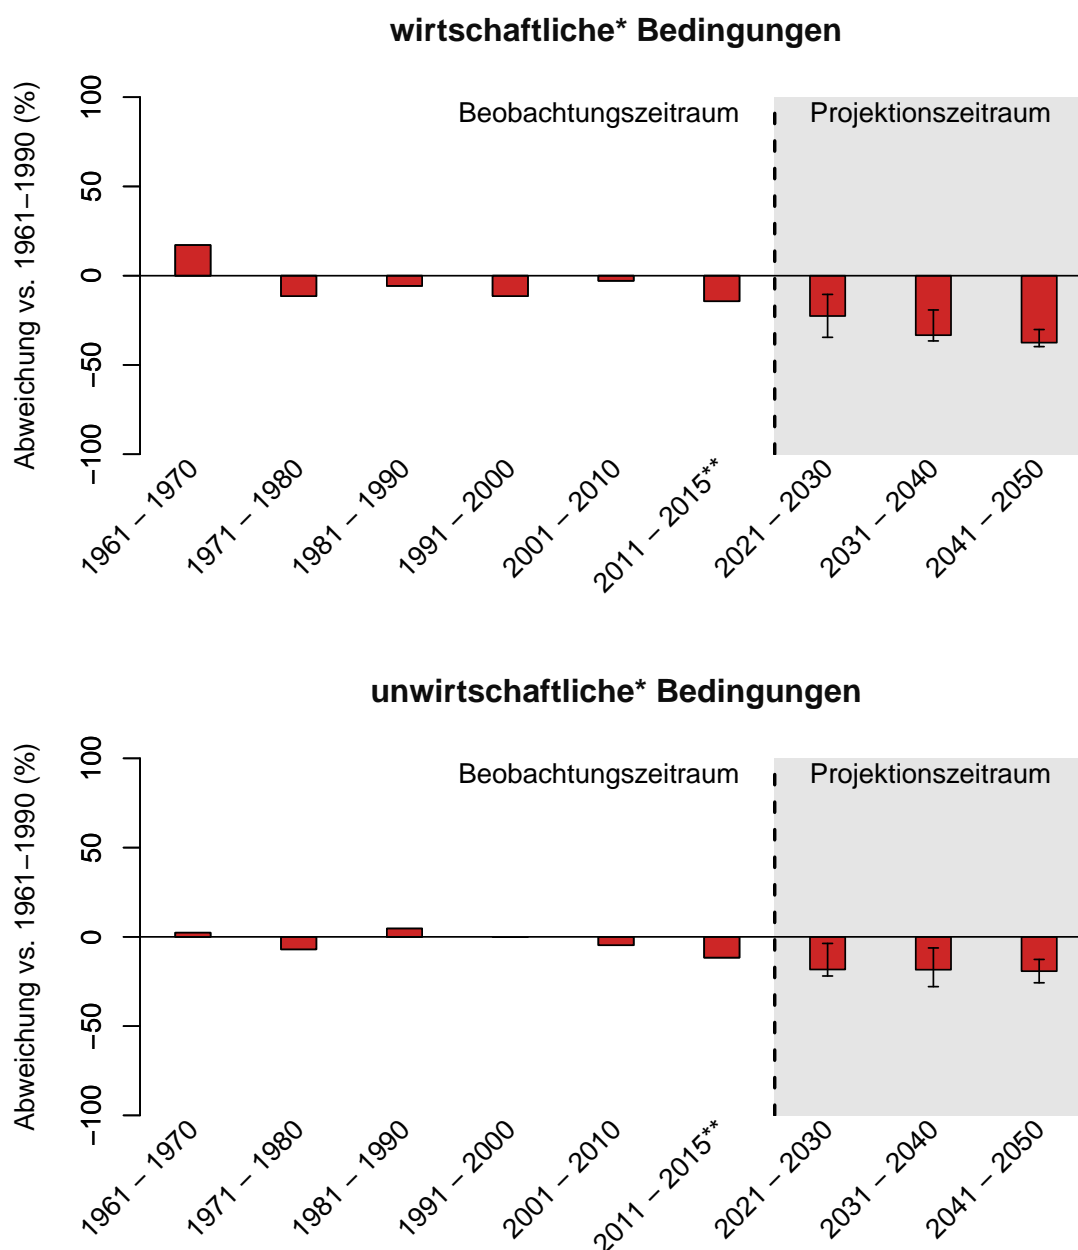 wirtschaftliche* Bedingungen
Abweichung vs. 1961−1990 (%)
100
50
0
−50
−100
Beobachtungszeitraum
Projektionszeitraum
1961 − 1970
1971 − 1980
1981 − 1990
1991 − 2000
2001 − 2010
2011 − 2015**
2021 − 2030
2031 − 2040
2041 − 2050
unwirtschaftliche* Bedingungen
Abweichung vs. 1961−1990 (%)
100
50
0
−50
−100
Beobachtungszeitraum
Projektionszeitraum
1961 − 1970
1971 − 1980
1981 − 1990
1991 − 2000
2001 − 2010
2011 − 2015**
2021 − 2030
2031 − 2040
2041 − 2050